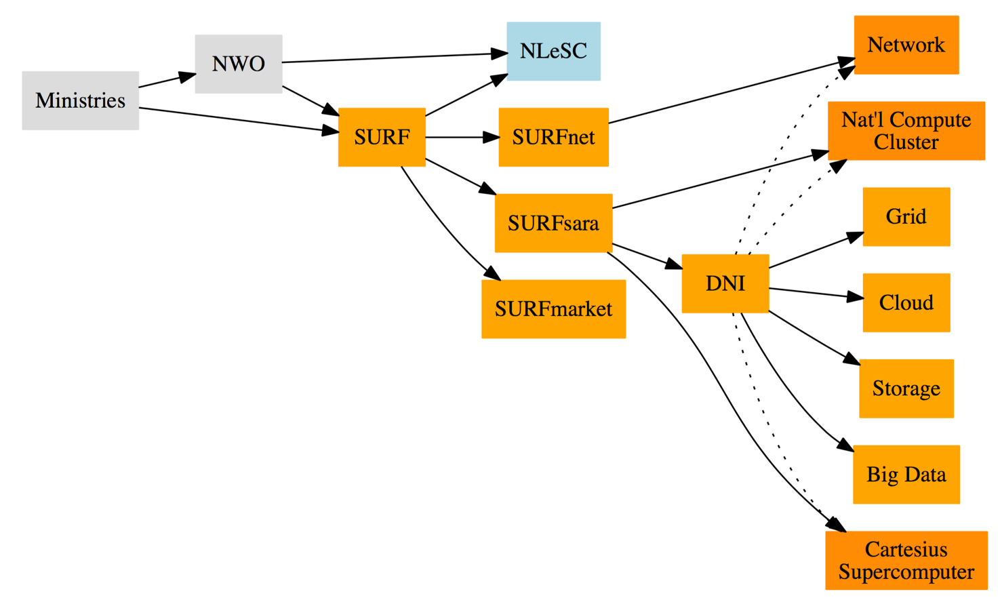 Ministries
NWO
NLeSC
SURF
SURFnet
SURFsara
SURFmarket
DNI
Network
Nat'l Compute
Cluster
Grid
Cloud
Storage
Big Data
Cartesius
Supercomputer